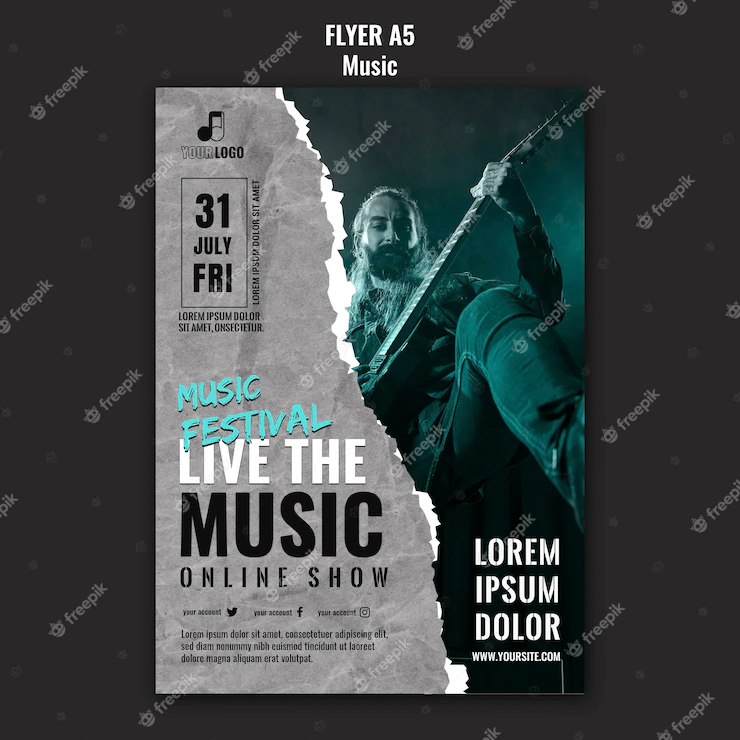 FLYER A5
Music
YOUR LOGO
31
JULY
FRI
LOREM IPSUM DOLOR SIT AMET
LOREM IPSUM DOLOR
SIT AMET, ONSECTETUR.
MUSIC
FESTIVAL
LIVE THE
MUSIC
ONLINE SHOW
your account
your account
your account
Lorem ipsum dolor sit amet,
consectetuer adipiscing elit,
sed diam nonummy nibh
euismod tincidunt ut laoreet
dolore magna aliquam erat volutpat.
LOREM
IPSUM
DOLOR
WWW.YOURSITE.COM
freepik